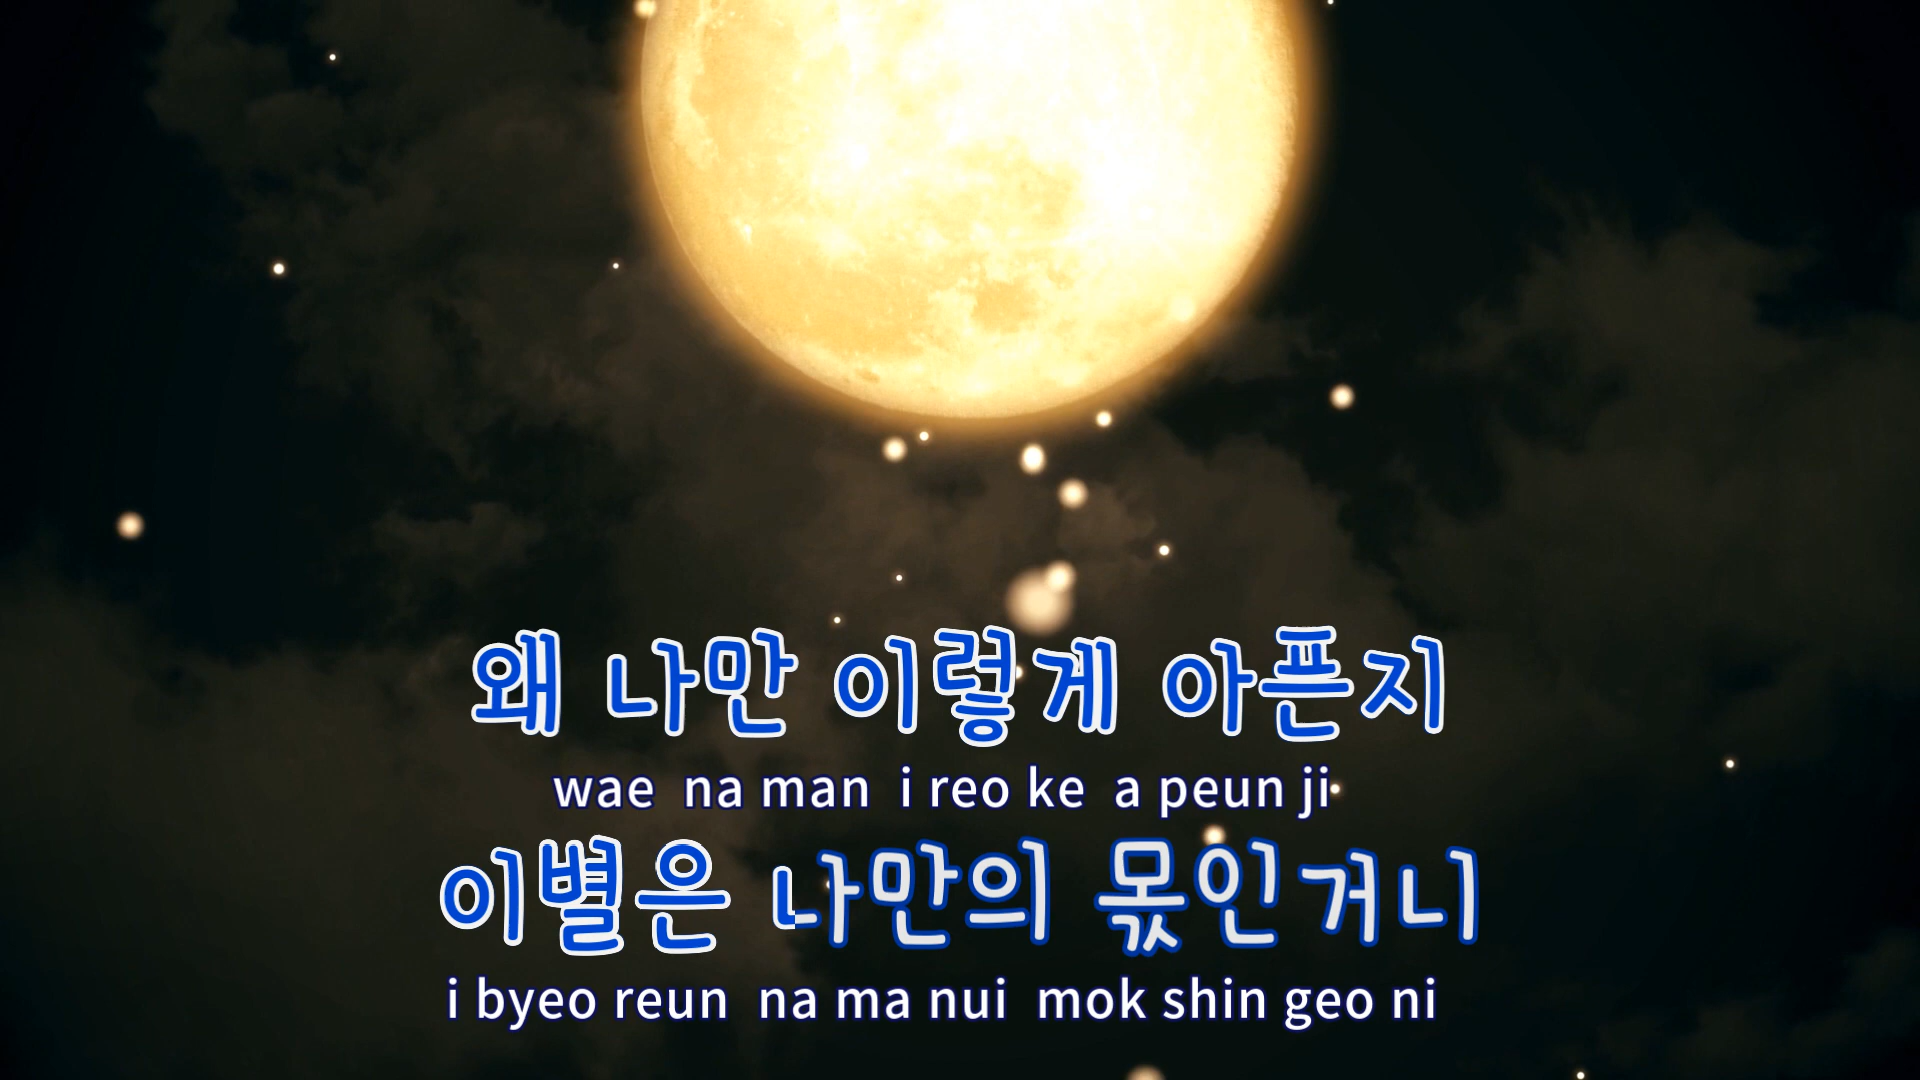 왜 나만 이렇게 아픈지
wae na man i reo ke a peun ji
이별은 나만의 몫인거니
i byeo reun na ma nui mok shin geo ni